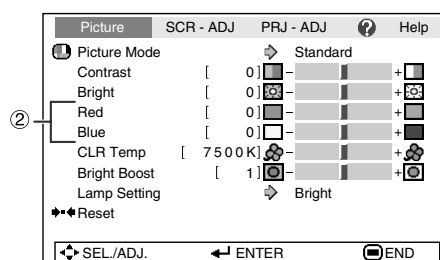 Picture SCR - ADJ PRJ - ADJ ? Help
Picture Mode Standard
Contrast [ 0 ] - +
Bright [ 0 ] - +
② Red [ 0 ] - +
Blue [ 0 ] - +
CLR Temp [ 7500K ] - +
Bright Boost [ 1 ] - +
Lamp Setting Bright
Reset
SEL./ADJ. ENTER END